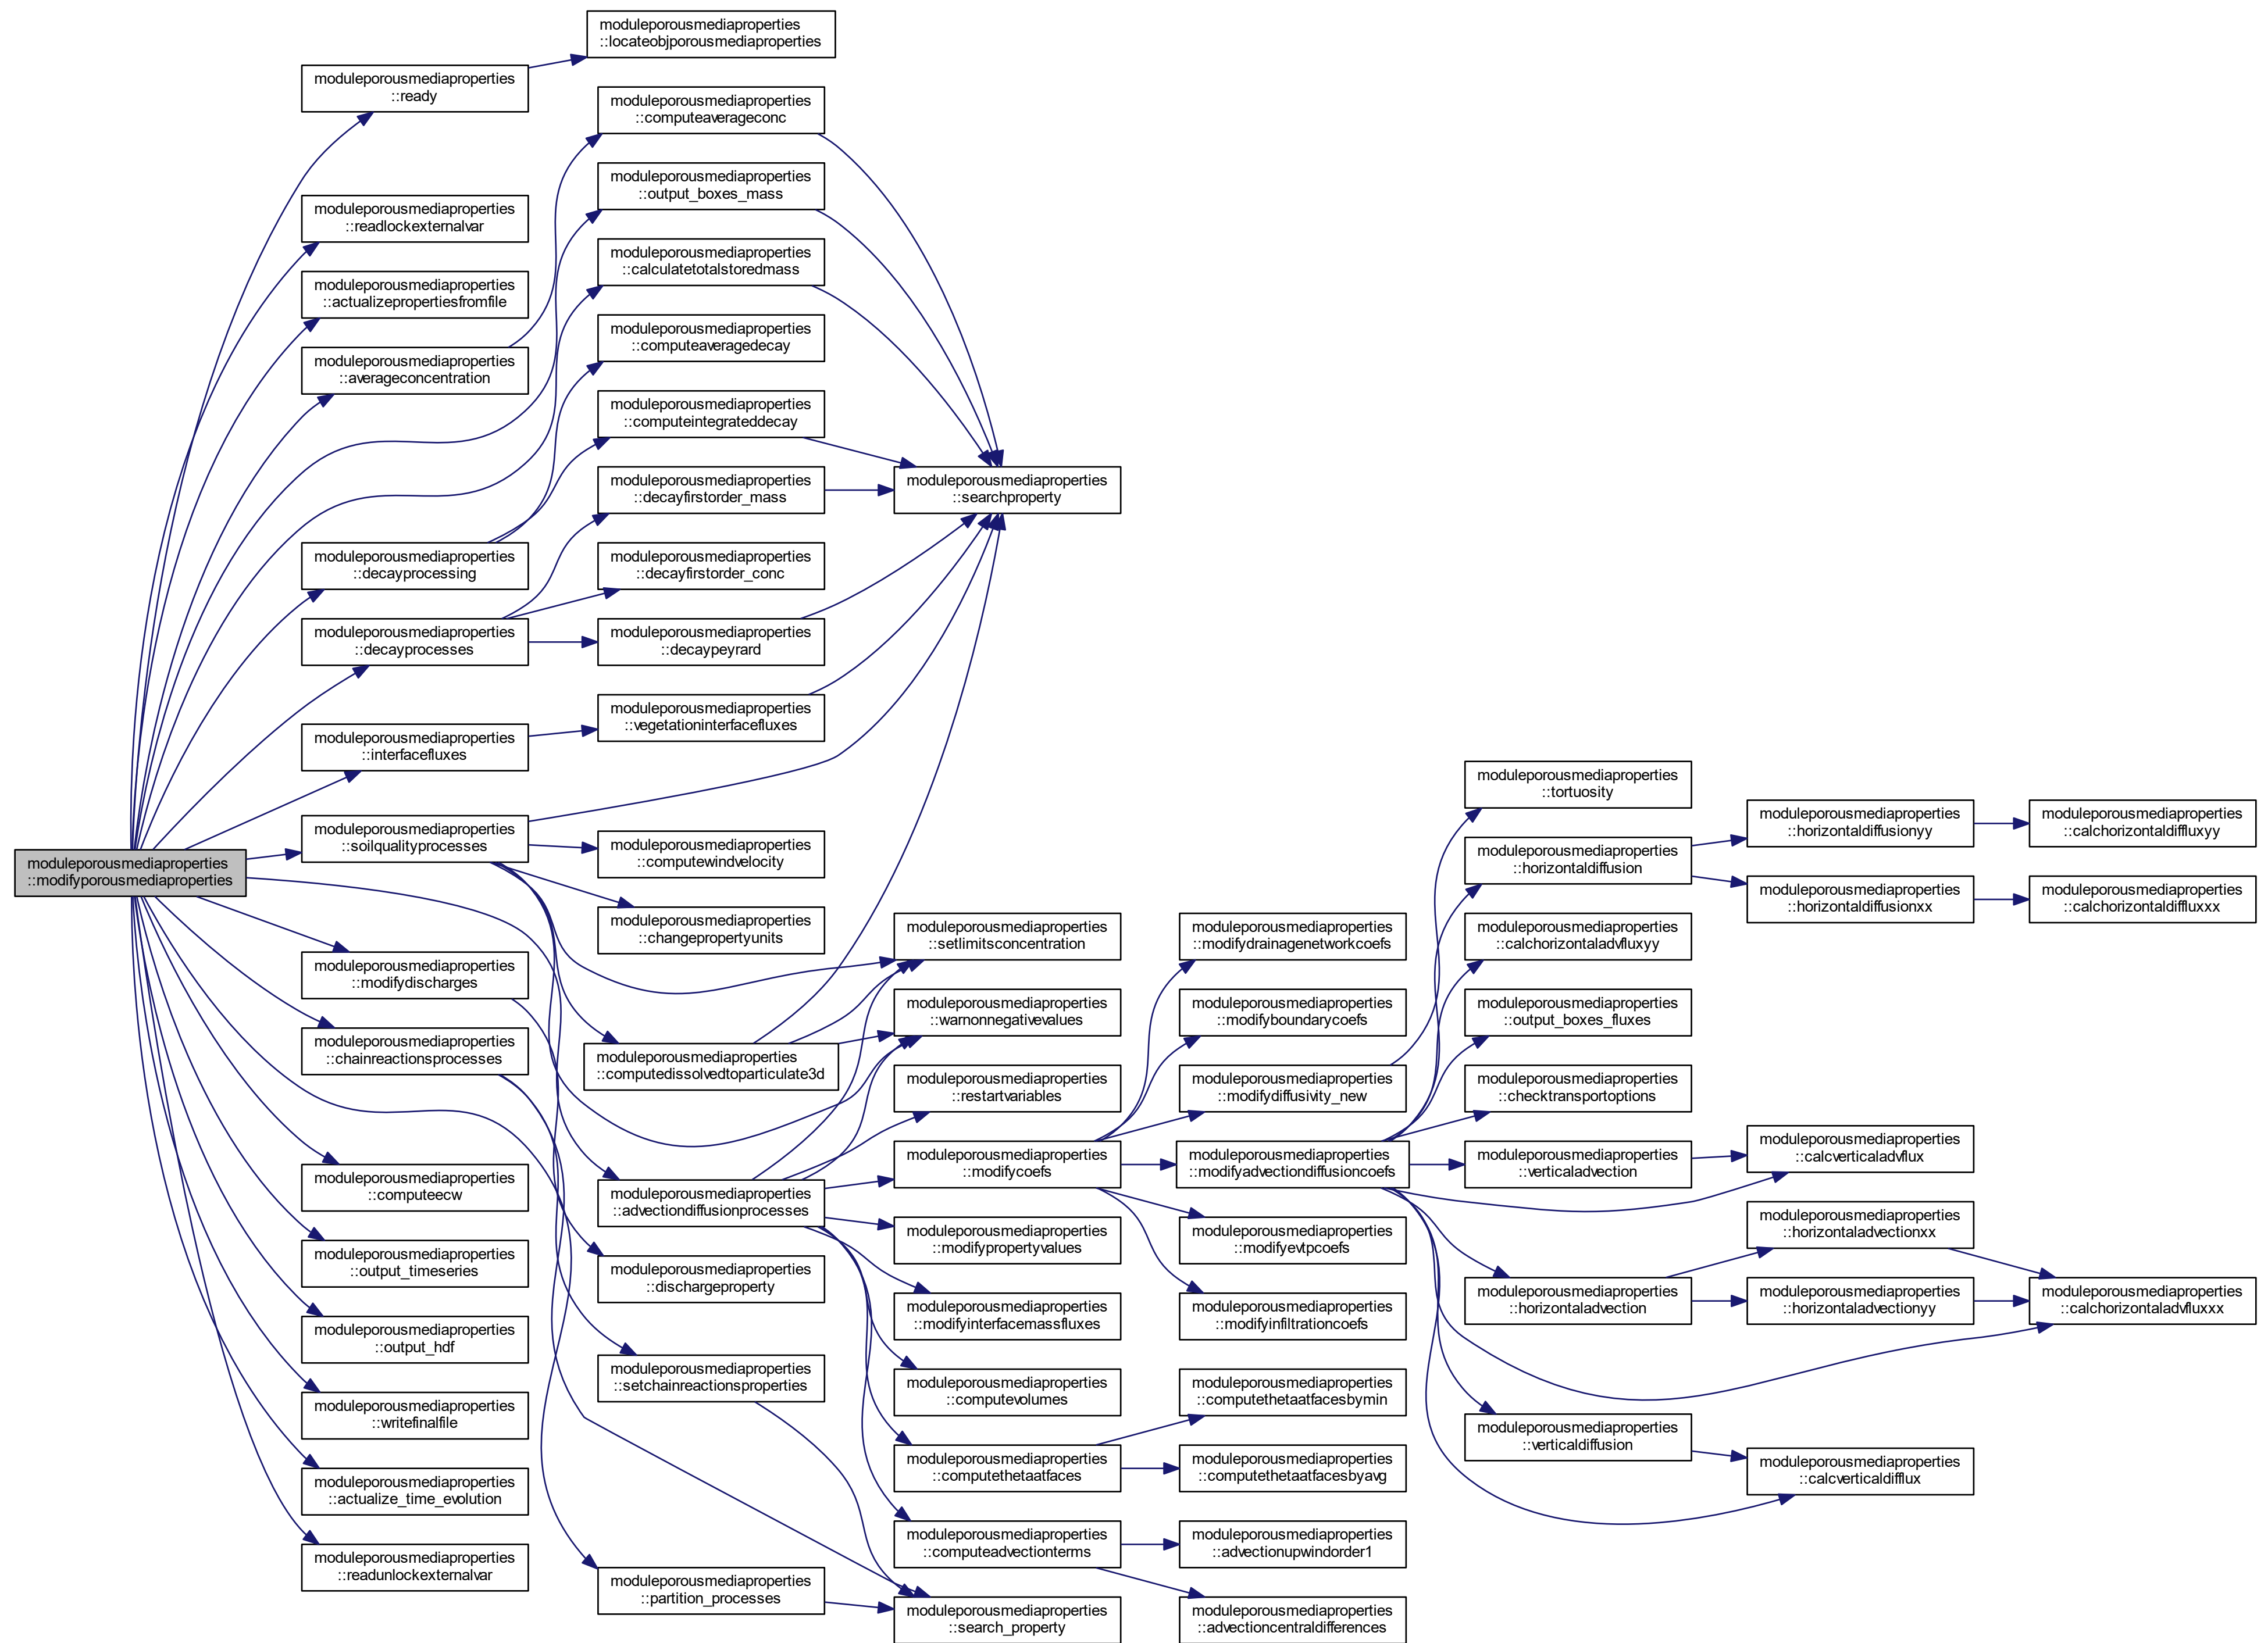 moduleporousmediaproperties
::modifyporousmediaproperties
moduleporousmediaproperties
::ready
moduleporousmediaproperties
::readlockexternalvar
moduleporousmediaproperties
::actualizepropertiesfromfile
moduleporousmediaproperties
::averageconcentration
moduleporousmediaproperties
::decayprocessing
moduleporousmediaproperties
::decayprocesses
moduleporousmediaproperties
::interfacefluxes
moduleporousmediaproperties
::soilqualityprocesses
moduleporousmediaproperties
::modifydischarges
moduleporousmediaproperties
::chainreactionsprocesses
moduleporousmediaproperties
::computeecw
moduleporousmediaproperties
::output_timeseries
moduleporousmediaproperties
::output_hdf
moduleporousmediaproperties
::writefinalfile
moduleporousmediaproperties
::actualize_time_evolution
moduleporousmediaproperties
::readunlockexternalvar
moduleporousmediaproperties
::locateobjporousmediaproperties
moduleporousmediaproperties
::computeaverageconc
moduleporousmediaproperties
::output_boxes_mass
moduleporousmediaproperties
::calculatetotalstoredmass
moduleporousmediaproperties
::computeaveragedecay
moduleporousmediaproperties
::computeintegrateddecay
moduleporousmediaproperties
::decayfirstorder_mass
moduleporousmediaproperties
::decayfirstorder_conc
moduleporousmediaproperties
::decaypeyrard
moduleporousmediaproperties
::vegetationinterfacefluxes
moduleporousmediaproperties
::computewindvelocity
moduleporousmediaproperties
::changepropertyunits
moduleporousmediaproperties
::computedissolvedtoparticulate3d
moduleporousmediaproperties
::advectiondiffusionprocesses
moduleporousmediaproperties
::dischargeproperty
moduleporousmediaproperties
::setchainreactionsproperties
moduleporousmediaproperties
::partition_processes
moduleporousmediaproperties
::searchproperty
moduleporousmediaproperties
::setlimitsconcentration
moduleporousmediaproperties
::warnonnegativevalues
moduleporousmediaproperties
::restartvariables
moduleporousmediaproperties
::modifycoefs
moduleporousmediaproperties
::modifypropertyvalues
moduleporousmediaproperties
::modifyinterfacemassfluxes
moduleporousmediaproperties
::computevolumes
moduleporousmediaproperties
::computethetaatfaces
moduleporousmediaproperties
::computeadvectionterms
moduleporousmediaproperties
::search_property
moduleporousmediaproperties
::modifydrainagenetworkcoefs
moduleporousmediaproperties
::modifyboundarycoefs
moduleporousmediaproperties
::modifydiffusivity_new
moduleporousmediaproperties
::modifyadvectiondiffusioncoefs
moduleporousmediaproperties
::modifyevtpcoefs
moduleporousmediaproperties
::modifyinfiltrationcoefs
moduleporousmediaproperties
::computethetaatfacesbymin
moduleporousmediaproperties
::computethetaatfacesbyavg
moduleporousmediaproperties
::advectionupwindorder1
moduleporousmediaproperties
::advectioncentraldifferences
moduleporousmediaproperties
::tortuosity
moduleporousmediaproperties
::horizontaldiffusion
moduleporousmediaproperties
::calchorizontaladvfluxyy
moduleporousmediaproperties
::output_boxes_fluxes
moduleporousmediaproperties
::checktransportoptions
moduleporousmediaproperties
::verticaladvection
moduleporousmediaproperties
::horizontaladvection
moduleporousmediaproperties
::verticaldiffusion
moduleporousmediaproperties
::horizontaldiffusionyy
moduleporousmediaproperties
::horizontaldiffusionxx
moduleporousmediaproperties
::calcverticaladvflux
moduleporousmediaproperties
::horizontaladvectionxx
moduleporousmediaproperties
::horizontaladvectionyy
moduleporousmediaproperties
::calcverticaldifflux
moduleporousmediaproperties
::calchorizontaldiffluxyy
moduleporousmediaproperties
::calchorizontaldiffluxxx
moduleporousmediaproperties
::calchorizontaladvfluxxx